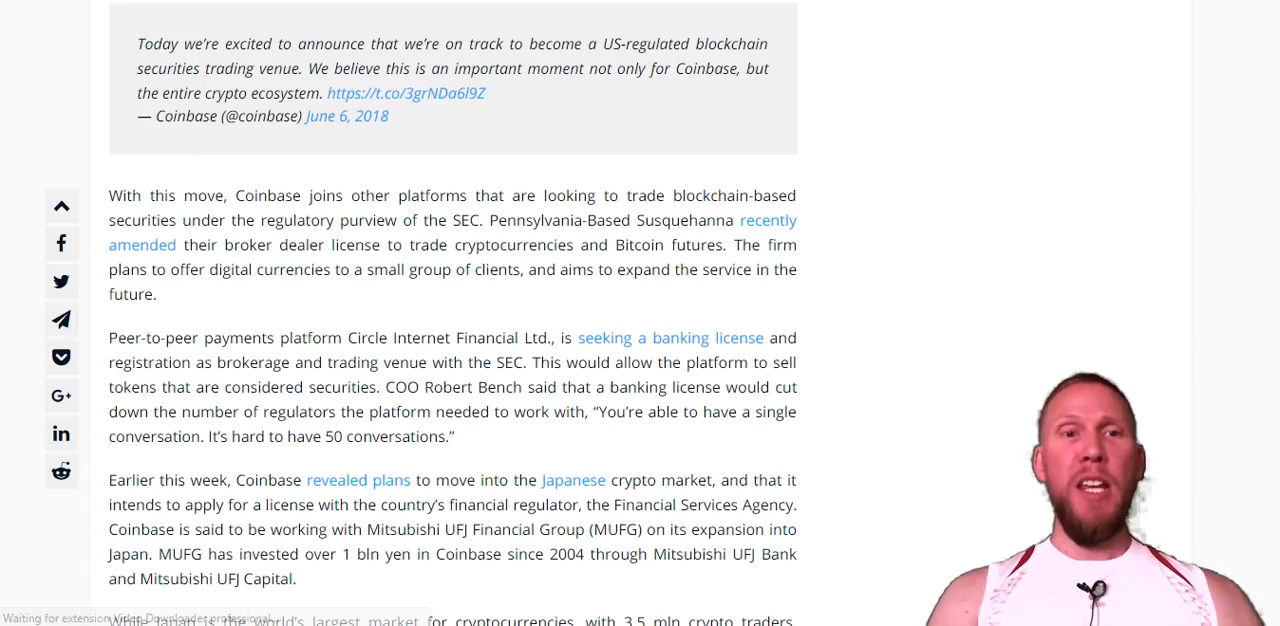 Today we're excited to announce that we're on track to become a US-regulated blockchain
securities trading venue. We believe this is an important moment not only for Coinbase, but
the entire crypto ecosystem. https://t.co/3grNDa6l9Z
— Coinbase (@coinbase) June 6, 2018
With this move, Coinbase joins other platforms that are looking to trade blockchain-based
securities under the regulatory purview of the SEC. Pennsylvania-Based Susquehanna recently
amended their broker dealer license to trade cryptocurrencies and Bitcoin futures. The firm
plans to offer digital currencies to a small group of clients, and aims to expand the service in the
future.
Peer-to-peer payments platform Circle Internet Financial Ltd., is seeking a banking license and
registration as brokerage and trading venue with the SEC. This would allow the platform to sell
tokens that are considered securities. COO Robert Bench said that a banking license would cut
down the number of regulators the platform needed to work with, “You’re able to have a single
conversation. It’s hard to have 50 conversations.”
Earlier this week, Coinbase revealed plans to move into the Japanese crypto market, and that it
intends to apply for a license with the country’s financial regulator, the Financial Services Agency.
Coinbase is said to be working with Mitsubishi UFJ Financial Group (MUFG) on its expansion into
Japan. MUFG has invested over 1 bln yen in Coinbase since 2004 through Mitsubishi UFJ Bank
and Mitsubishi UFJ Capital.
Waiting for extension Video Downloader professional...
While Japan is the world’s largest market for cryptocurrencies, with 3.5 mln crypto traders,